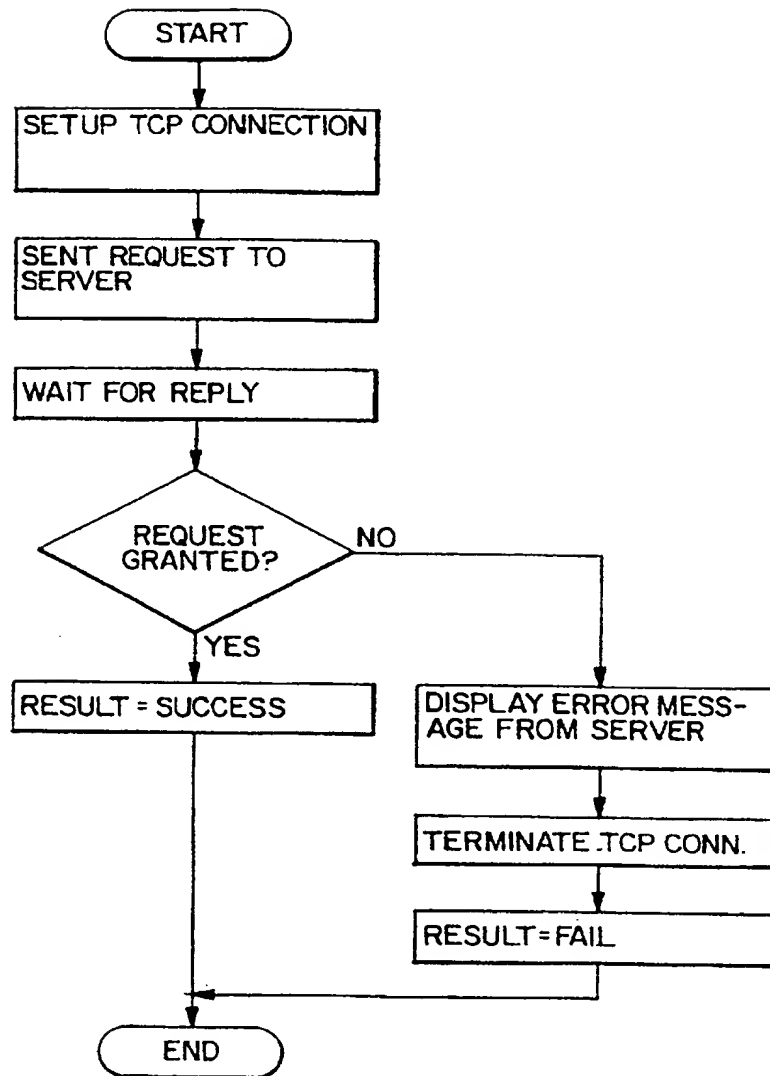 START
SETUP TCP CONNECTION
SENT REQUEST TO
SERVER
WAIT FOR REPLY
REQUEST
GRANTED?
NO
YES
RESULT = SUCCESS
DISPLAY ERROR MESS-
AGE FROM SERVER
TERMINATE TCP CONN.
RESULT = FAIL
END